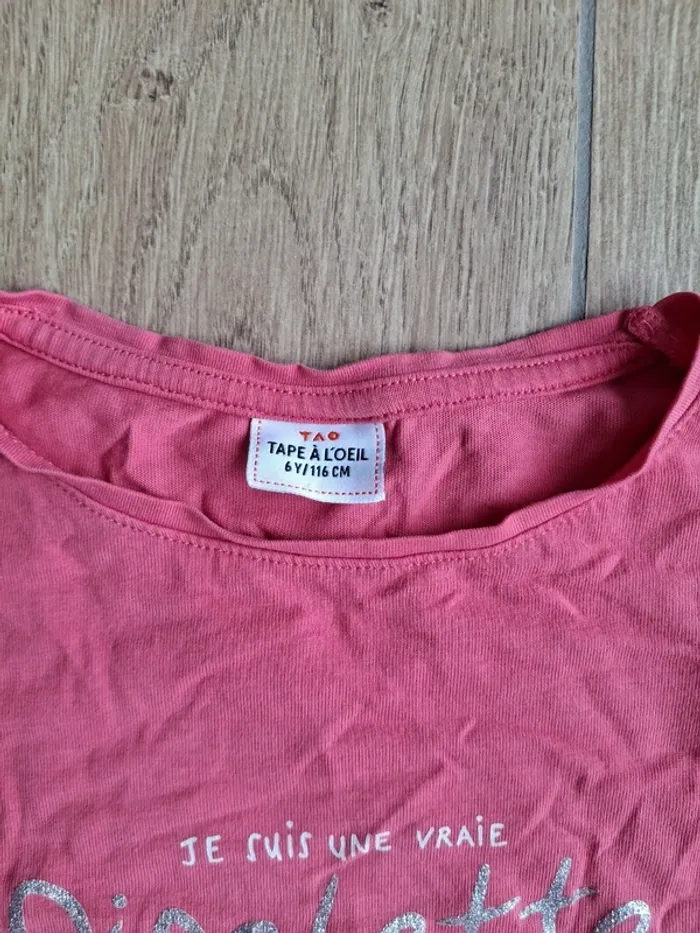 TAO
TAPE À L'OEIL
6Y/116 CM
JE SUIS UNE VRAIE